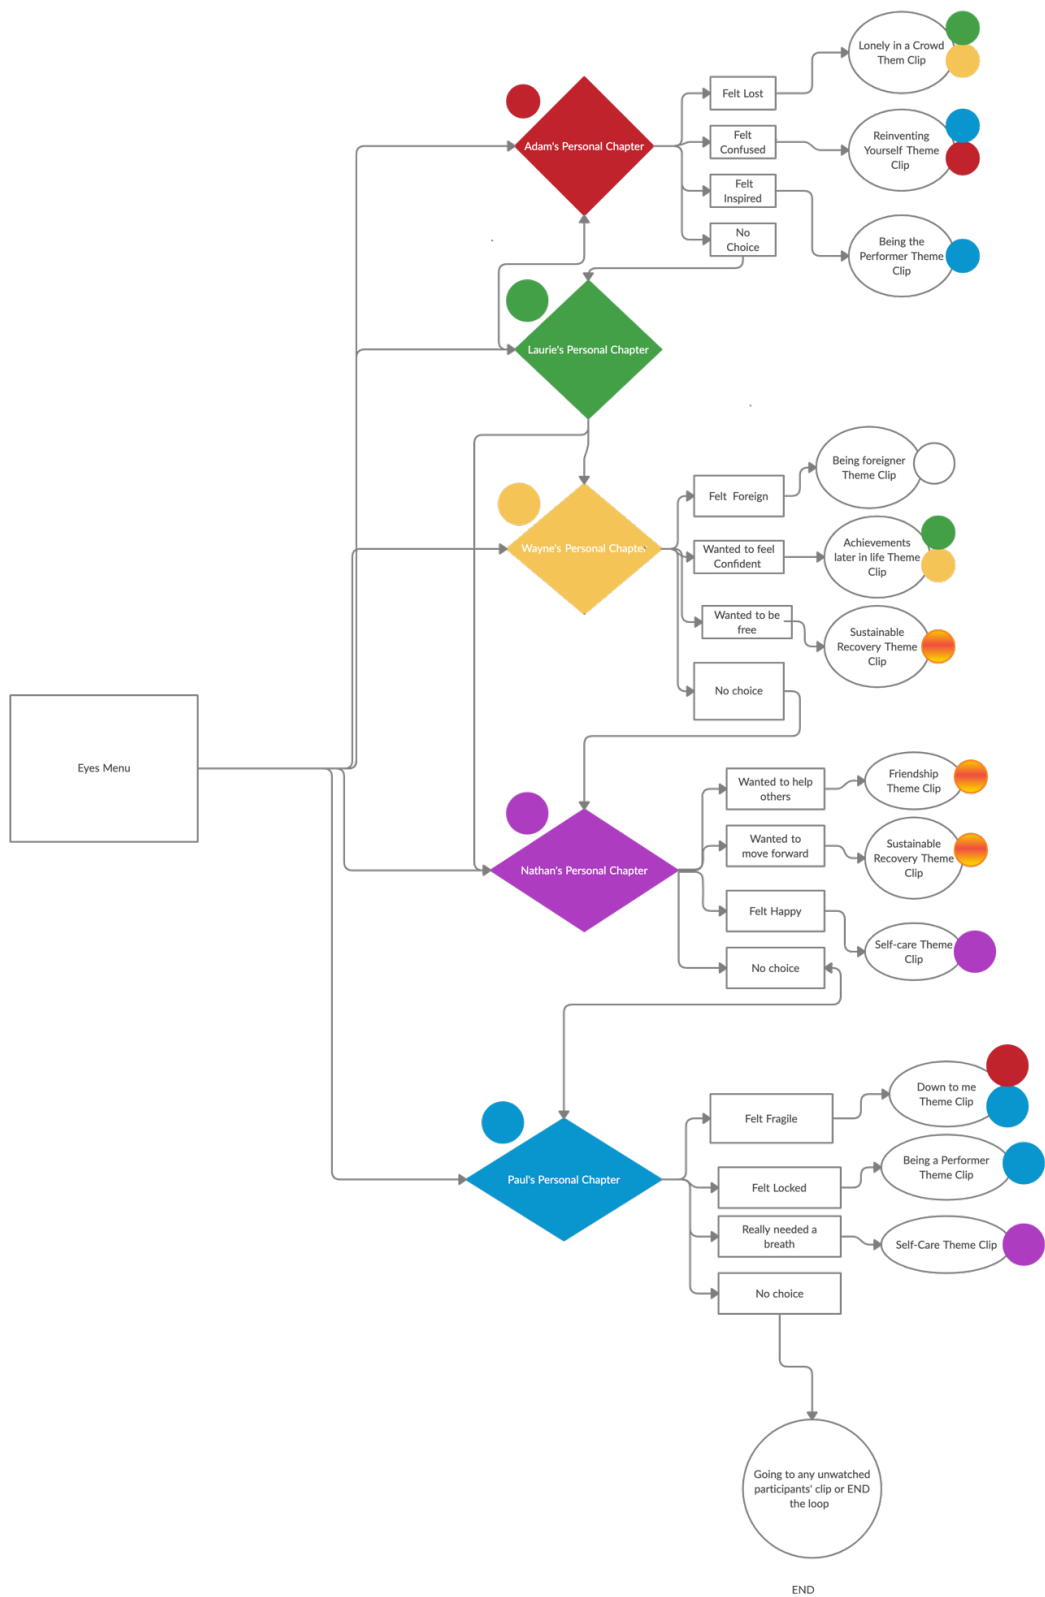 Lonely in a Crowd
Them Clip
Felt Lost
Adam's Personal Chapter
Felt
Confused
Reinventing
Yourself Theme
Clip
Felt
Inspired
No
Choice
Being the
Performer Theme
Clip
Laurie's Personal Chapter
Being foreigner
Theme Clip
Felt Foreign
Wayne's Personal Chapter
Wanted to feel
Confident
Achievements
later in life Theme
Clip
Wanted to be
free
Sustainable
Recovery Theme
Clip
No choice
Eyes Menu
Wanted to help
others
Friendship
Theme Clip
Wanted to
move forward
Sustainable
Recovery Theme
Clip
Nathan's Personal Chapter
Felt Happy
Self-care Theme
Clip
No choice
Felt Fragile
Down to me
Theme Clip
Paul's Personal Chapter
Felt Locked
Being a Performer
Theme Clip
Really needed a
breath
Self-Care Theme Clip
No choice
Going to any unwatched
participants' clip or END
the loop
END